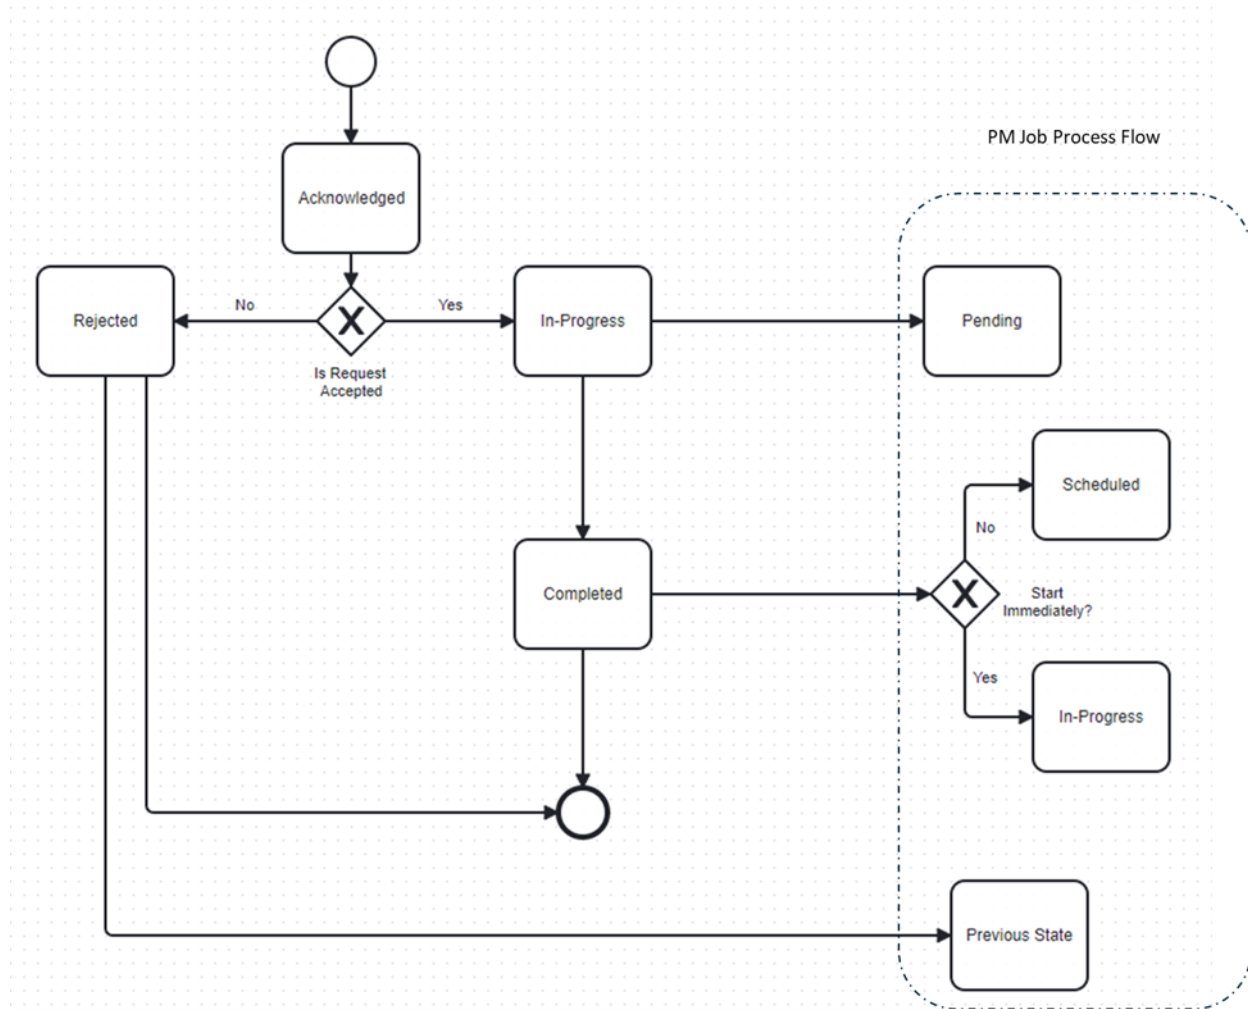 PM Job Process Flow
Acknowledged
Rejected
No
Yes
In-Progress
Pending
Is Request
Accepted
Scheduled
No
Completed
Start
Immediately?
Yes
In-Progress
Previous State